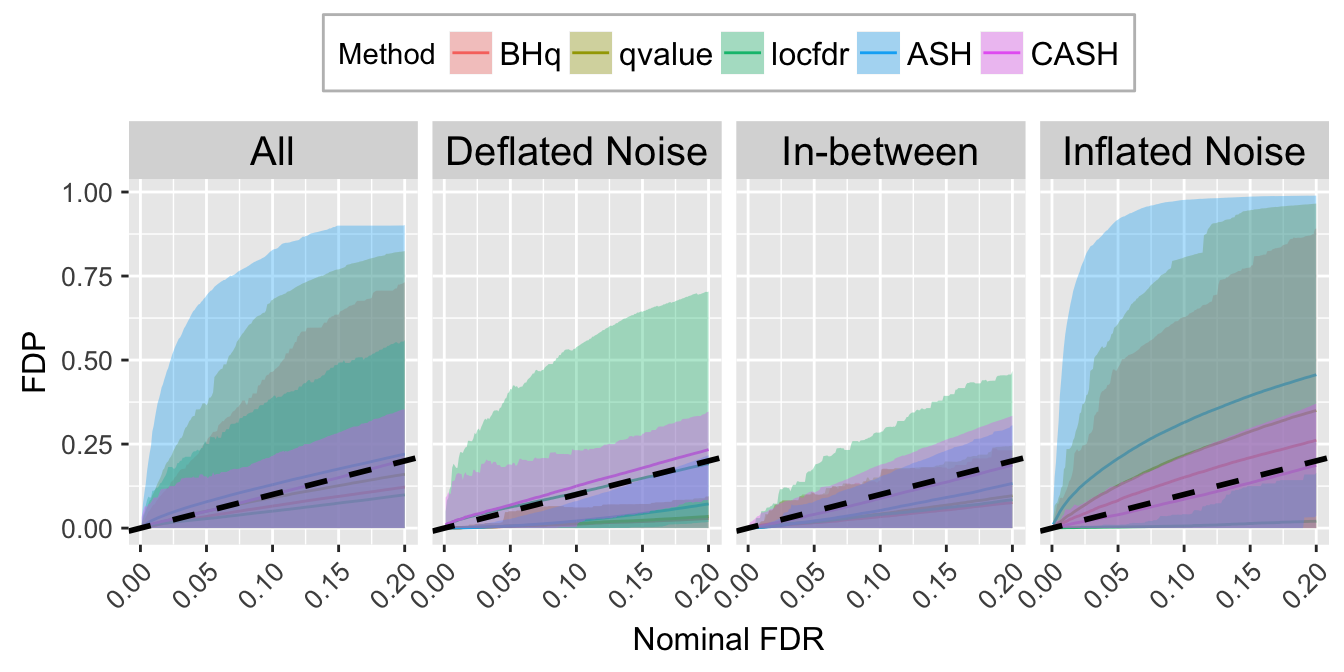 Method BHq qvalue locfdr ASH CASH
All Deflated Noise In-between Inflated Noise
1.00
0.75
0.50
0.25
0.00
FDP
0.00 0.05 0.10 0.15 0.20 0.00 0.05 0.10 0.15 0.20 0.00 0.05 0.10 0.15 0.20 0.00 0.05 0.10 0.15 0.20
Nominal FDR